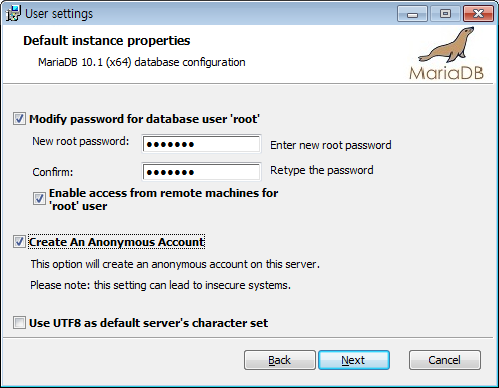 User settings
Default instance properties
MariaDB 10.1 (x64) database configuration
MariaDB
Modify password for database user 'root'
New root password: ●●●●●●● Enter new root password
Confirm: ●●●●●●● Retype the password
Enable access from remote machines for
'root' user
Create An Anonymous Account
This option will create an anonymous account on this server.
Please note: this setting can lead to insecure systems.
Use UTF8 as default server's character set
Back Next Cancel